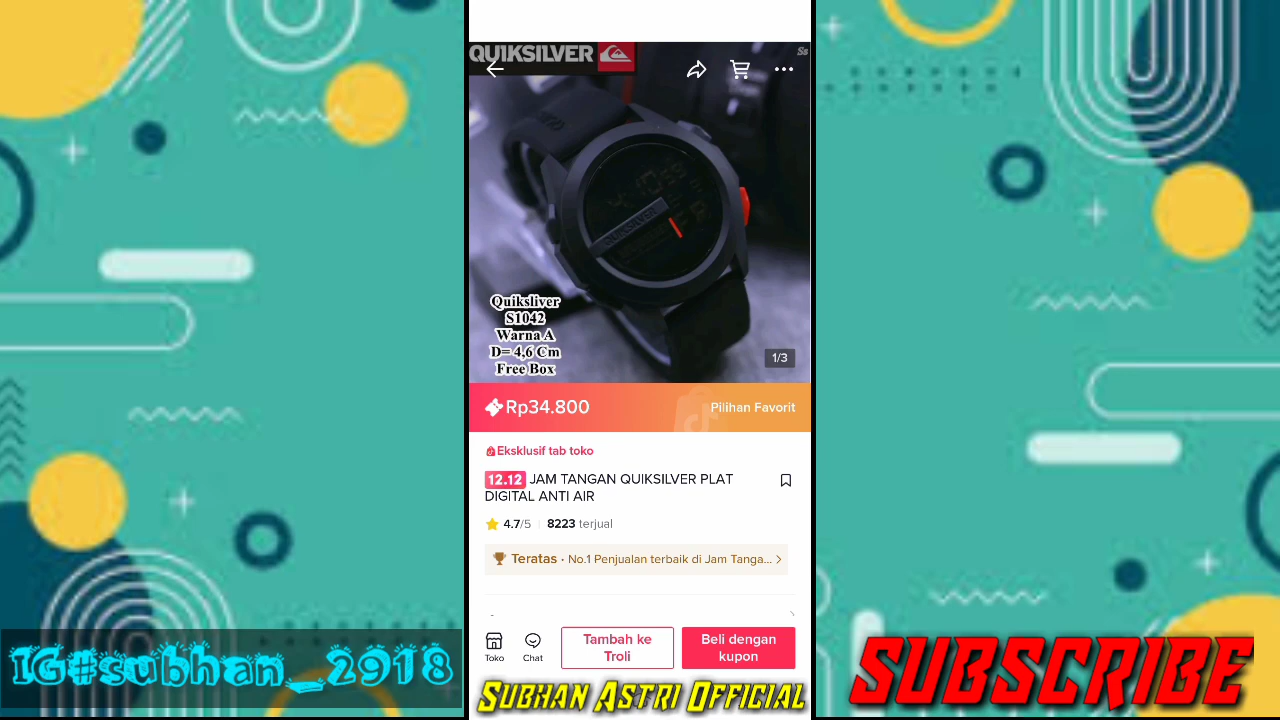 QUIKSILVER
Ss
QUIKSILVER
Quiksliver
S1042
Warna A
D= 4,6 Cm
Free Box
1/3
Rp34.800
Pilihan Favorit
Eksklusif tab toko
12.12 JAM TANGAN QUIKSILVER PLAT
DIGITAL ANTI AIR
4.7/5 8223 terjual
Teratas · No.1 Penjualan terbaik di Jam Tanga...
Toko
Chat
Tambah ke
Troli
Beli dengan
kupon
IG#subhan_2918
SUBHAN ASTRI OFFICIAL
SUBSCRIBE